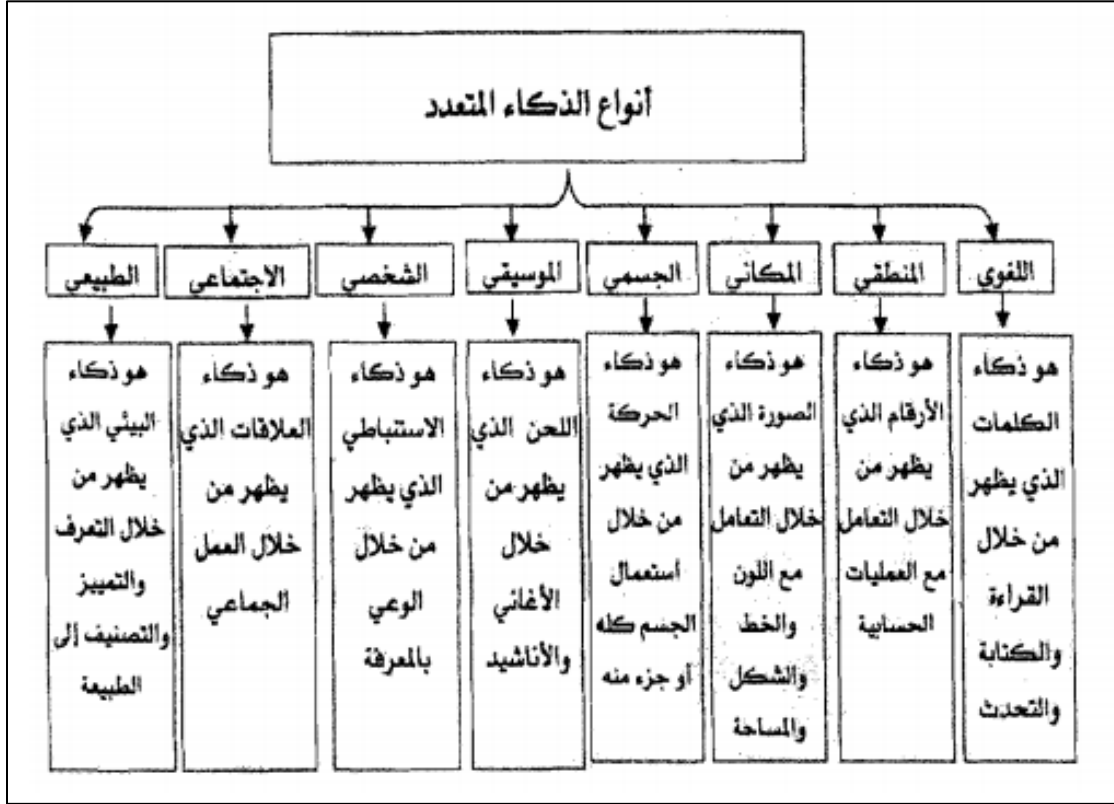 أنواع الذكاء المتعدد
اللغوي
المنطقي
المكاني
الجسمي
الموسيقي
الشخصي
الاجتماعي
الطبيعي
هو ذكاء
الكلمات
الذي يظهر
من خلال
القراءة
والكتابة
والتحدث
هو ذكاء
الأرقام الذي
يظهر من
خلال التعامل
مع العمليات
الحسابية
هو ذكاء
الصورة الذي
يظهر من
خلال التعامل
مع اللون
والخط
والشكل
والمساحة
هو ذكاء
الحركة
الذي يظهر
من خلال
أستعمال
الجسم كله
أو جزء منه
هو ذكاء
اللحن الذي
يظهر من
خلال
الأغاني
والأناشيد
هو ذكاء
الاستنباطي
الذي يظهر
من خلال
الوعي
بالمعرفة
هو ذكاء
العلاقات الذي
يظهر من
خلال العمل
الجماعي
هو ذكاء
البيئي الذي
يظهر من
خلال التعرف
والتمييز
والتصنيف إلى
الطبيعة